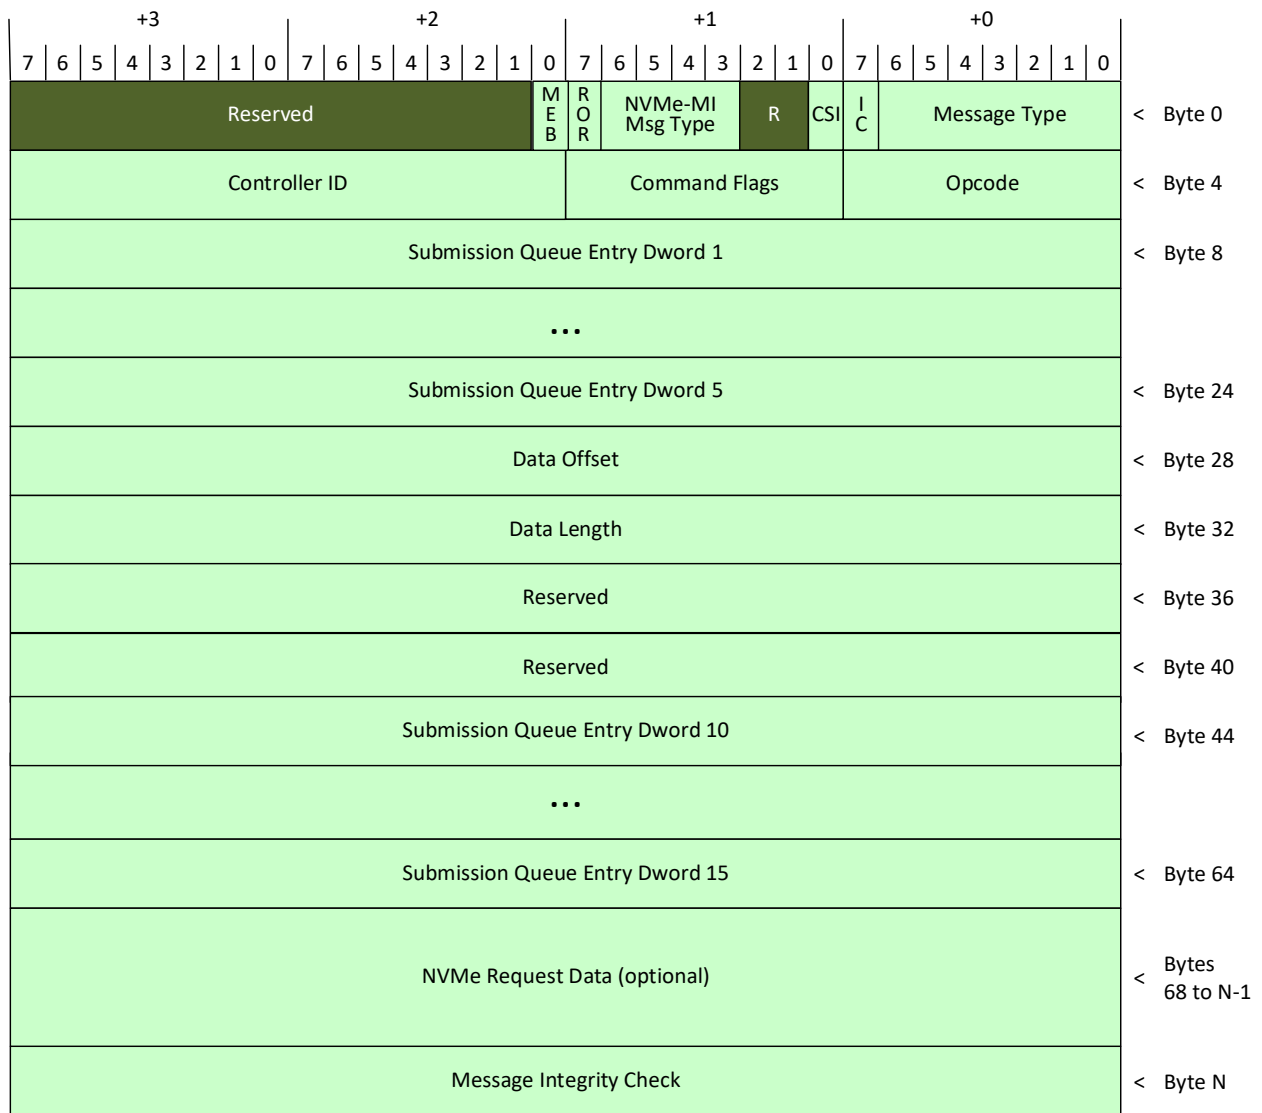 +3 +2 +1 +0
7 6 5 4 3 2 1 0 7 6 5 4 3 2 1 0 7 6 5 4 3 2 1 0 7 6 5 4 3 2 1 0
Reserved MEB ROR NVMe-MI Msg Type R CSI IC Message Type < Byte 0
Controller ID Command Flags Opcode < Byte 4
Submission Queue Entry Dword 1 < Byte 8
...
Submission Queue Entry Dword 5 < Byte 24
Data Offset < Byte 28
Data Length < Byte 32
Reserved < Byte 36
Reserved < Byte 40
Submission Queue Entry Dword 10 < Byte 44
...
Submission Queue Entry Dword 15 < Byte 64
NVMe Request Data (optional) < Bytes 68 to N-1
Message Integrity Check < Byte N